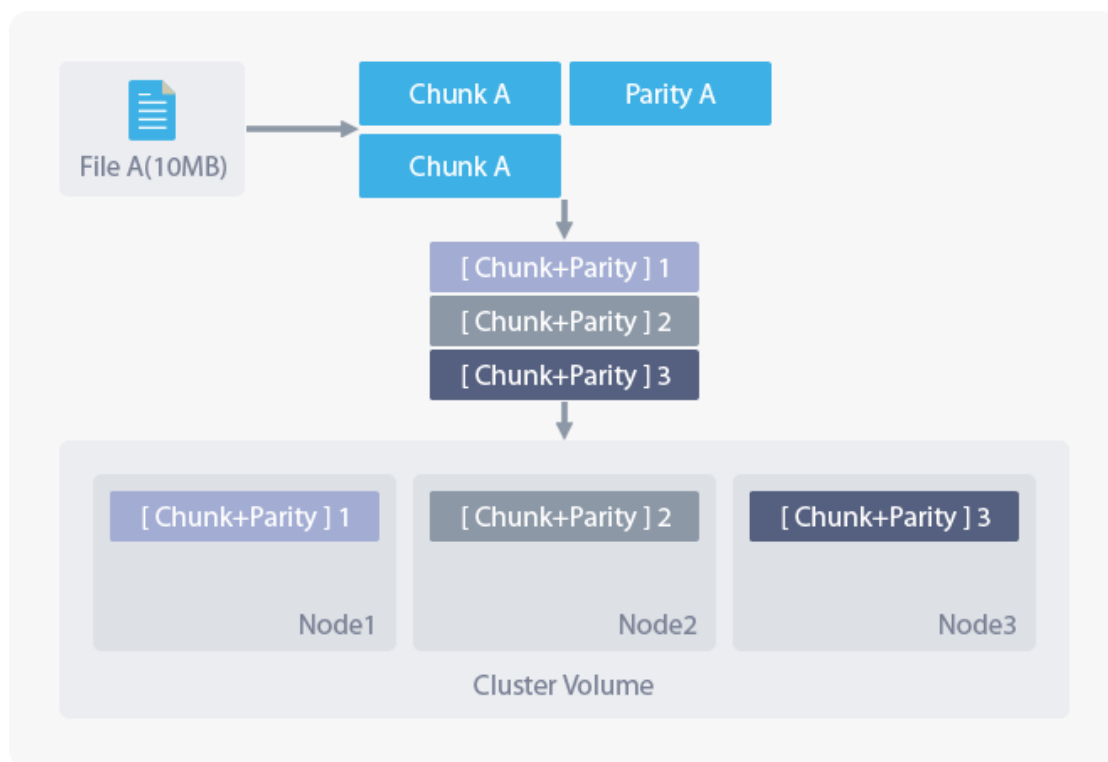 File A(10MB)
Chunk A
Parity A
Chunk A
[ Chunk+Parity ] 1
[ Chunk+Parity ] 2
[ Chunk+Parity ] 3
[ Chunk+Parity ] 1
[ Chunk+Parity ] 2
[ Chunk+Parity ] 3
Node1
Node2
Node3
Cluster Volume